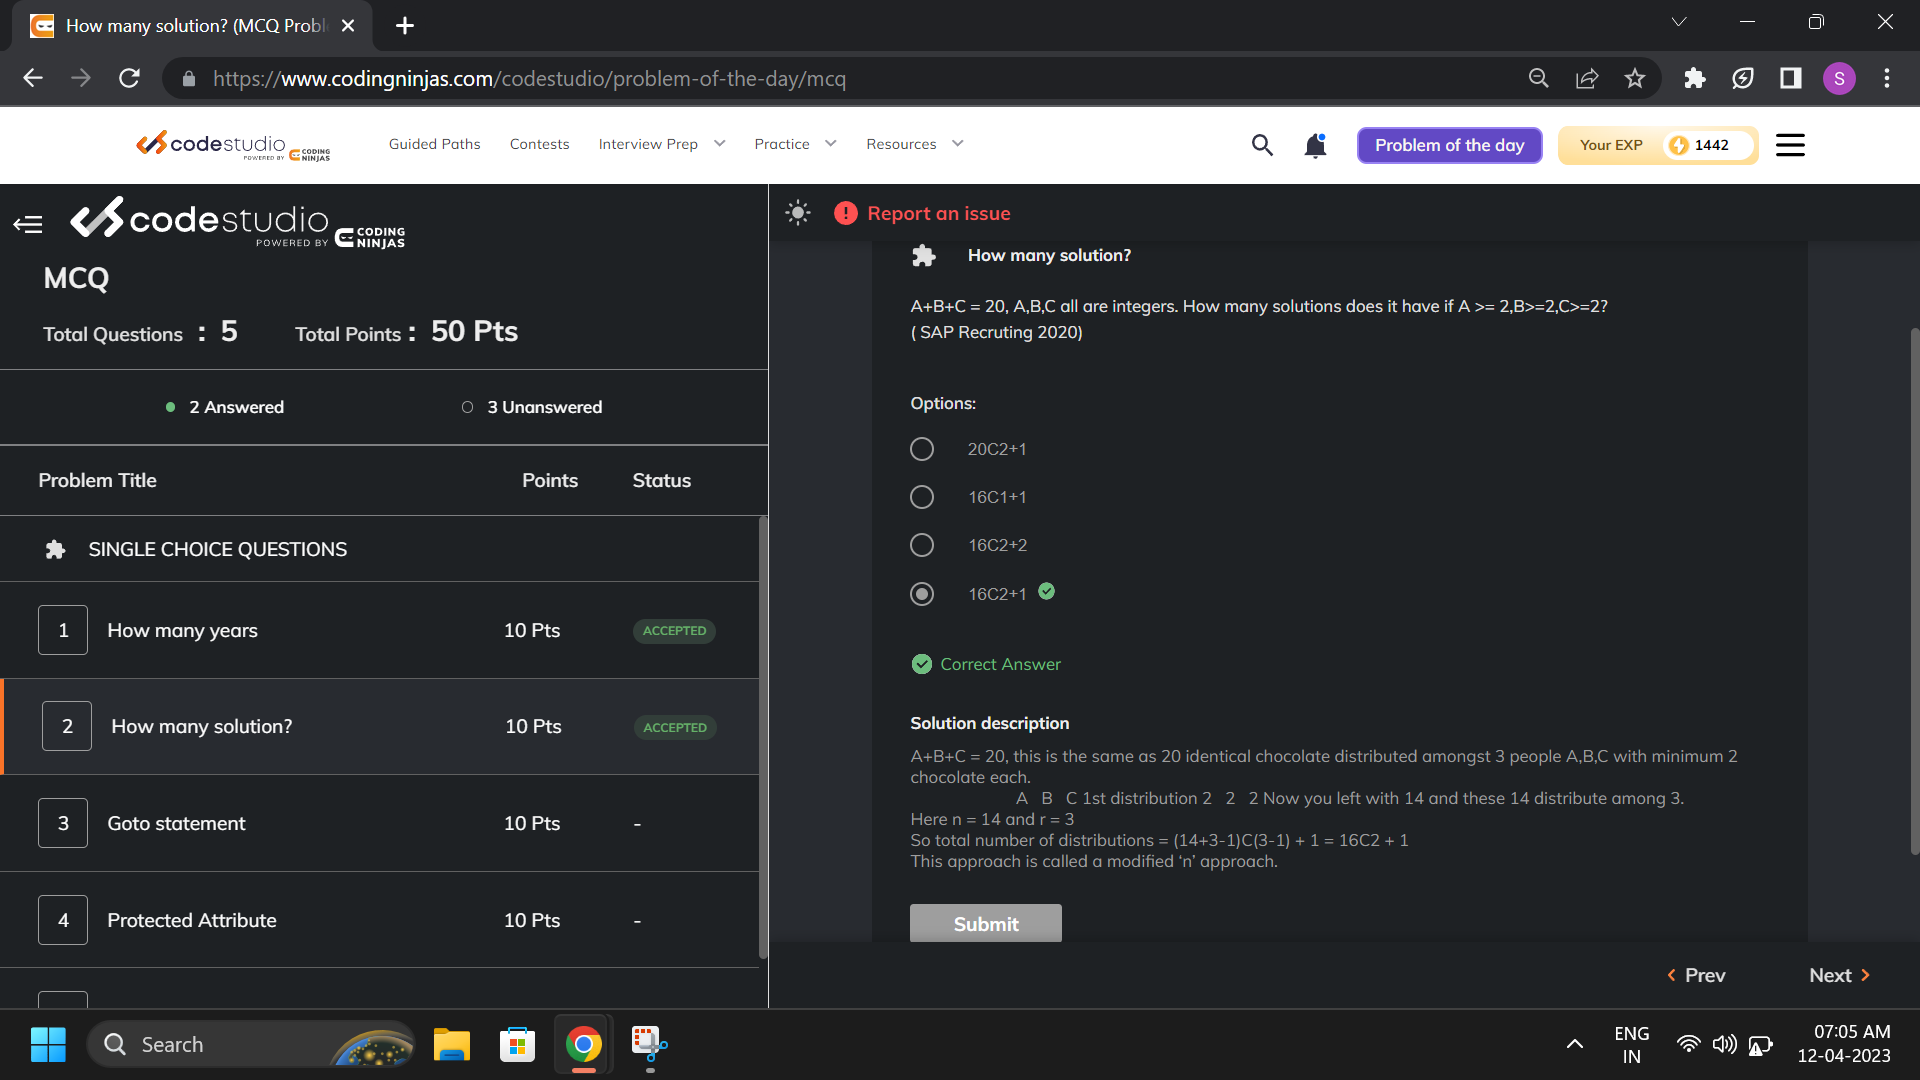 How many solution? (MCQ Probl
https://www.codingninjas.com/codestudio/problem-of-the-day/mcq
S
codestudio
POWERED BY CODING NINJAS
Guided Paths
Contests
Interview Prep
Practice
Resources
Problem of the day
Your EXP
1442
codestudio
POWERED BY CODING NINJAS
MCQ
Total Questions : 5
Total Points : 50 Pts
2 Answered
3 Unanswered
Problem Title Points Status
SINGLE CHOICE QUESTIONS
1 How many years 10 Pts ACCEPTED
2 How many solution? 10 Pts ACCEPTED
3 Goto statement 10 Pts -
4 Protected Attribute 10 Pts -
Report an issue
How many solution?
A+B+C = 20, A,B,C all are integers. How many solutions does it have if A >= 2,B>=2,C>=2?
( SAP Recruting 2020)
Options:
20C2+1
16C1+1
16C2+2
16C2+1
Correct Answer
Solution description
A+B+C = 20, this is the same as 20 identical chocolate distributed amongst 3 people A,B,C with minimum 2
chocolate each.
A B C 1st distribution 2 2 2 Now you left with 14 and these 14 distribute among 3.
Here n = 14 and r = 3
So total number of distributions = (14+3-1)C(3-1) + 1 = 16C2 + 1
This approach is called a modified ‘n’ approach.
Submit
Prev
Next
Search
ENG
IN
07:05 AM
12-04-2023